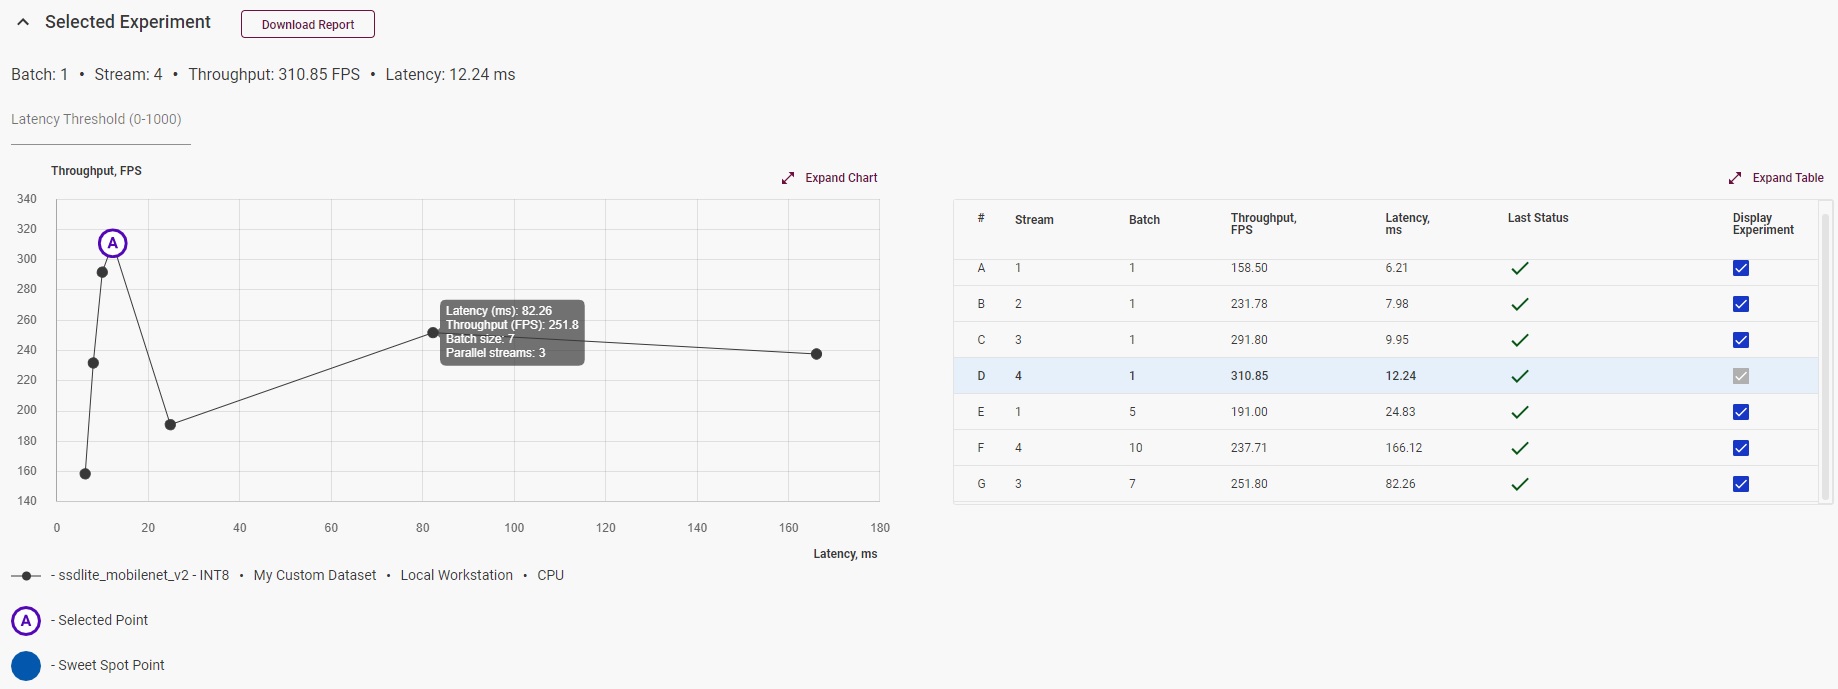 Selected Experiment
Download Report
Batch: 1 • Stream: 4 • Throughput: 310.85 FPS • Latency: 12.24 ms
Latency Threshold (0-1000)
Throughput, FPS
Expand Chart
340
320
300
280
260
240
220
200
180
160
140
A
Latency (ms): 82.26
Throughput (FPS): 251.8
Batch size: 7
Parallel streams: 3
0 20 40 60 80 100 120 140 160 180
Latency, ms
- ssdlite_mobilenet_v2 - INT8 • My Custom Dataset • Local Workstation • CPU
A - Selected Point
- Sweet Spot Point
Expand Table
# Stream Batch Throughput, FPS Latency, ms Last Status Display Experiment
A 1 1 158.50 6.21
B 2 1 231.78 7.98
C 3 1 291.80 9.95
D 4 1 310.85 12.24
E 1 5 191.00 24.83
F 4 10 237.71 166.12
G 3 7 251.80 82.26